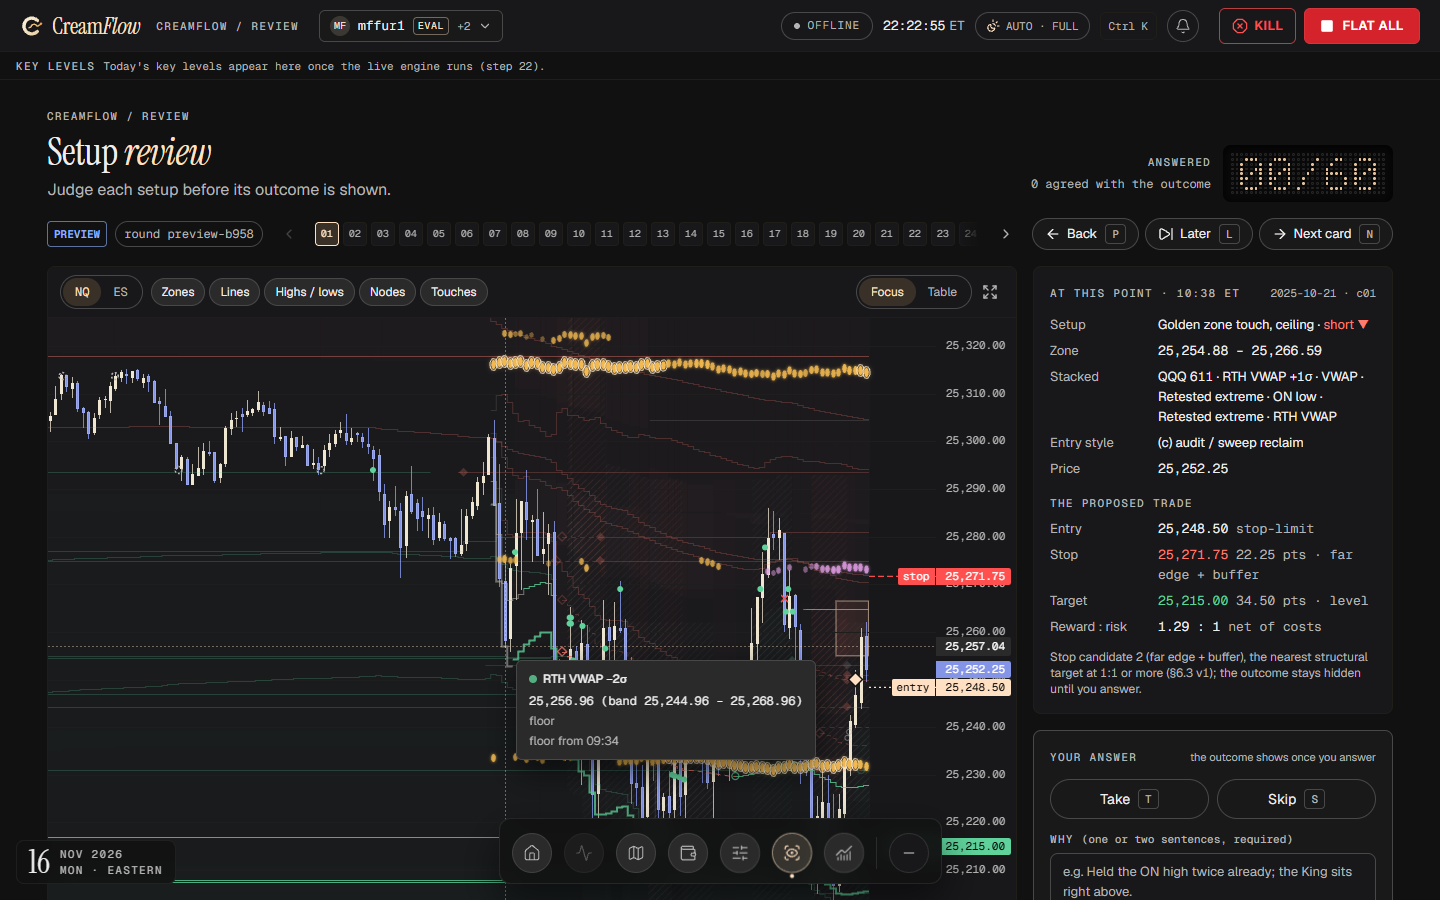 CreamFlow CREAMFLOW / REVIEW MF mffur1 EVAL +2 OFFLINE 22:22:55 ET AUTO · FULL Ctrl K KILL FLAT ALL
KEY LEVELS Today's key levels appear here once the live engine runs (step 22).
CREAMFLOW / REVIEW
Setup review
Judge each setup before its outcome is shown.
ANSWERED
0 agreed with the outcome
00/60
PREVIEW round preview-b958 01 02 03 04 05 06 07 08 09 10 11 12 13 14 15 16 17 18 19 20 21 22 23 24
Back P Later L Next card N
NQ ES Zones Lines Highs / lows Nodes Touches Focus Table
25,320.00
25,310.00
25,300.00
25,290.00
25,280.00
stop 25,271.75
25,260.00
25,257.04
25,252.25
entry 25,248.50
25,240.00
25,230.00
25,220.00
25,215.00
25,210.00
RTH VWAP −2σ
25,256.96 (band 25,244.96 – 25,268.96)
floor
floor from 09:34
16 NOV 2026
MON · EASTERN
AT THIS POINT · 10:38 ET 2025-10-21 · c01
Setup Golden zone touch, ceiling · short ▼
Zone 25,254.88 – 25,266.59
Stacked QQQ 611 · RTH VWAP +1σ · VWAP ·
Retested extreme · ON low ·
Retested extreme · RTH VWAP
Entry style (c) audit / sweep reclaim
Price 25,252.25
THE PROPOSED TRADE
Entry 25,248.50 stop-limit
Stop 25,271.75 22.25 pts · far
edge + buffer
Target 25,215.00 34.50 pts · level
Reward : risk 1.29 : 1 net of costs
Stop candidate 2 (far edge + buffer), the nearest structural
target at 1:1 or more (§6.3 v1); the outcome stays hidden
until you answer.
YOUR ANSWER the outcome shows once you answer
Take T Skip S
WHY (one or two sentences, required)
e.g. Held the ON high twice already; the King sits
right above.